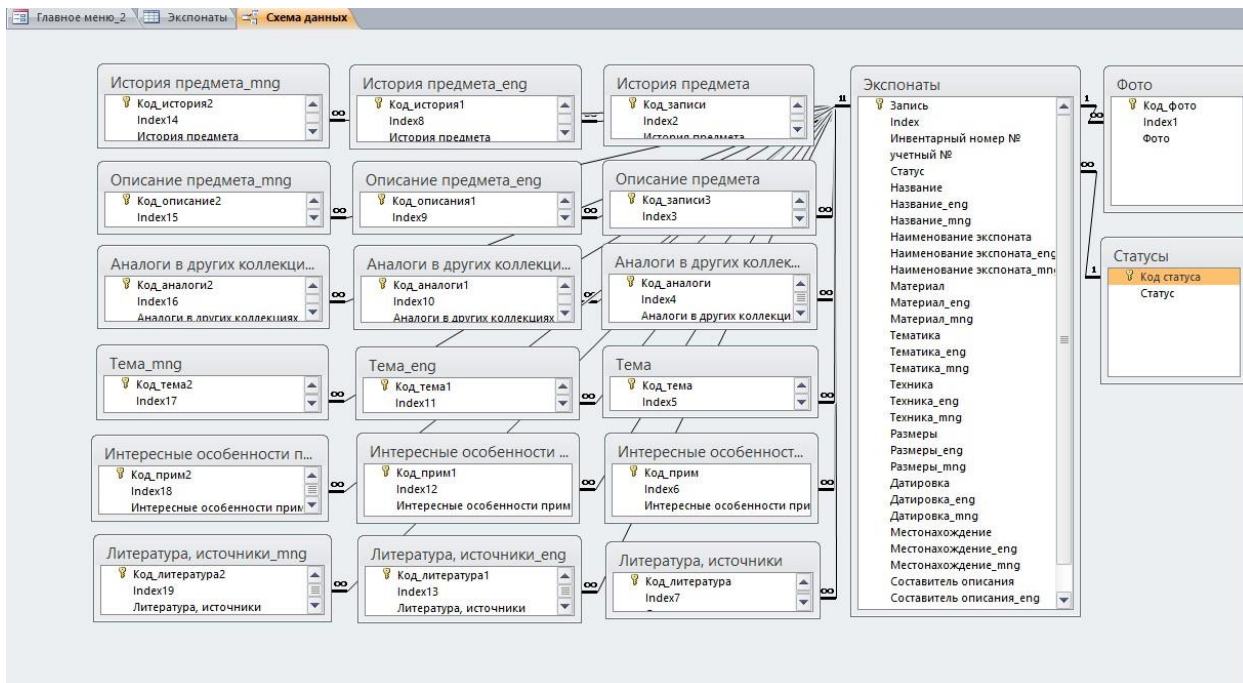 Главное меню_2 Экспонаты Схема данных
История предмета_mng
Код_история2
Index14
История предмета
История предмета_eng
Код_история1
Index8
История предмета
История предмета
Код_записи
Index2
История предмета
Описание предмета_mng
Код_описание2
Index15
Описание предмета_eng
Код_описания1
Index9
Описание предмета
Код_записи3
Index3
Аналоги в других коллекци...
Код_аналоги2
Index16
Аналоги в других коллекциях
Аналоги в других коллекци...
Код_аналоги1
Index10
Аналоги в других коллекциях
Аналоги в других коллек...
Код_аналоги
Index4
Аналоги в других коллекци
Тема_mng
Код_тема2
Index17
Тема_eng
Код_тема1
Index11
Тема
Код_тема
Index5
Интересные особенности п...
Код_прим2
Index18
Интересные особенности прим
Интересные особенности ...
Код_прим1
Index12
Интересные особенности прим
Интересные особенност...
Код_прим
Index6
Интересные особенности при
Литература, источники_mng
Код_литература2
Index19
Литература, источники
Литература, источники_eng
Код_литература1
Index13
Литература, источники
Литература, источники
Код_литература
Index7
Экспонаты
Запись
Index
Инвентарный номер №
учетный №
Статус
Название
Название_eng
Название_mng
Наименование экспоната
Наименование экспоната_eng
Наименование экспоната_mn
Материал
Материал_eng
Материал_mng
Тематика
Тематика_eng
Тематика_mng
Техника
Техника_eng
Техника_mng
Размеры
Размеры_eng
Размеры_mng
Датировка
Датировка_eng
Датировка_mng
Местонахождение
Местонахождение_eng
Местонахождение_mng
Составитель описания
Составитель описания_eng
Фото
Код_фото
Index1
Фото
Статусы
Код статуса
Статус